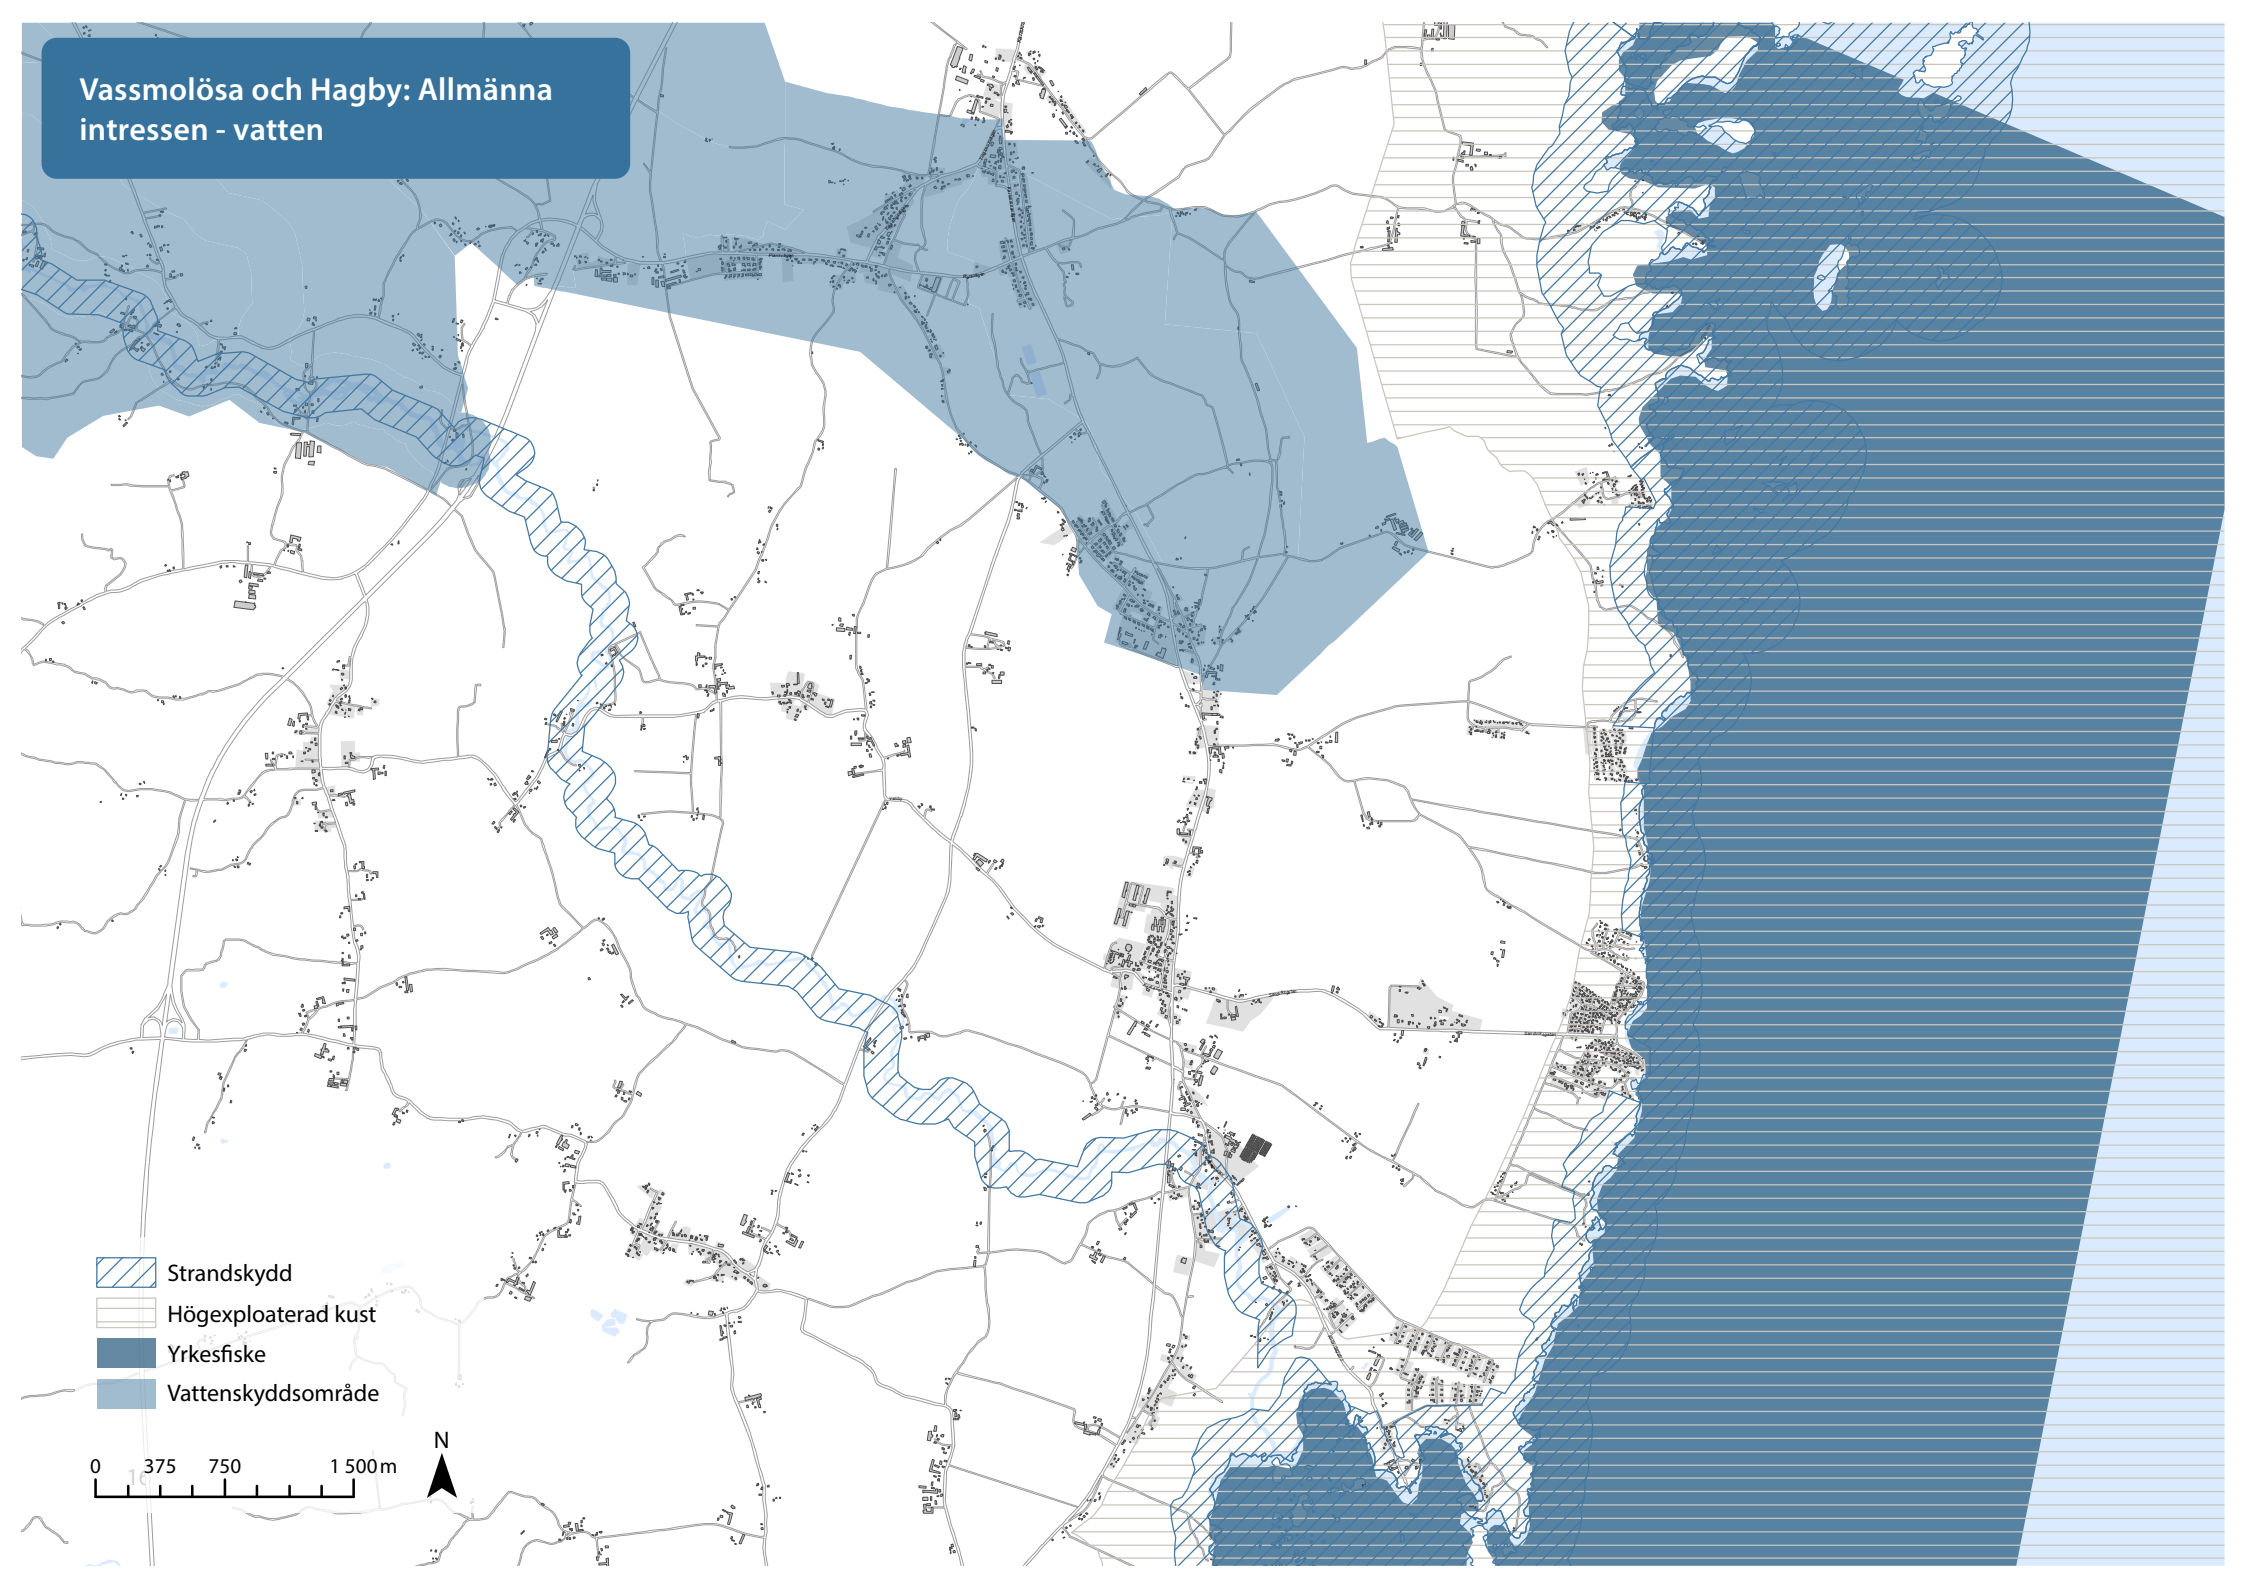 Vassmolösa och Hagby: Allmänna
intressen - vatten
Strandskydd
Högexploaterad kust
Yrkesfiske
Vattenskyddsområde
N
0 375 750 1 500 m